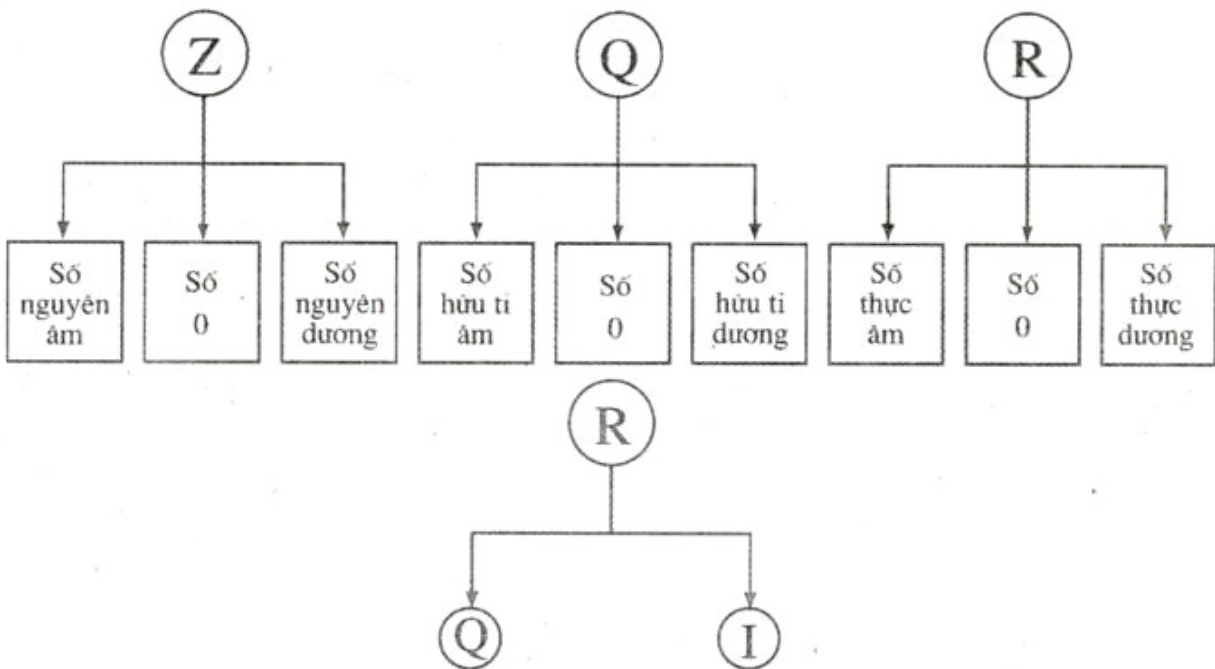 Z
Q
R
Số
nguyên
âm
Số
0
Số
nguyên
dương
Số
hữu tỉ
âm
Số
0
Số
hữu tỉ
dương
Số
thực
âm
Số
0
Số
thực
dương
R
Q
I